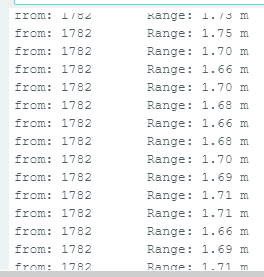 from: 1782 Range: 1.73 m
from: 1782 Range: 1.75 m
from: 1782 Range: 1.70 m
from: 1782 Range: 1.66 m
from: 1782 Range: 1.70 m
from: 1782 Range: 1.68 m
from: 1782 Range: 1.66 m
from: 1782 Range: 1.68 m
from: 1782 Range: 1.70 m
from: 1782 Range: 1.69 m
from: 1782 Range: 1.71 m
from: 1782 Range: 1.71 m
from: 1782 Range: 1.66 m
from: 1782 Range: 1.69 m
from: 1782 Range: 1.71 m